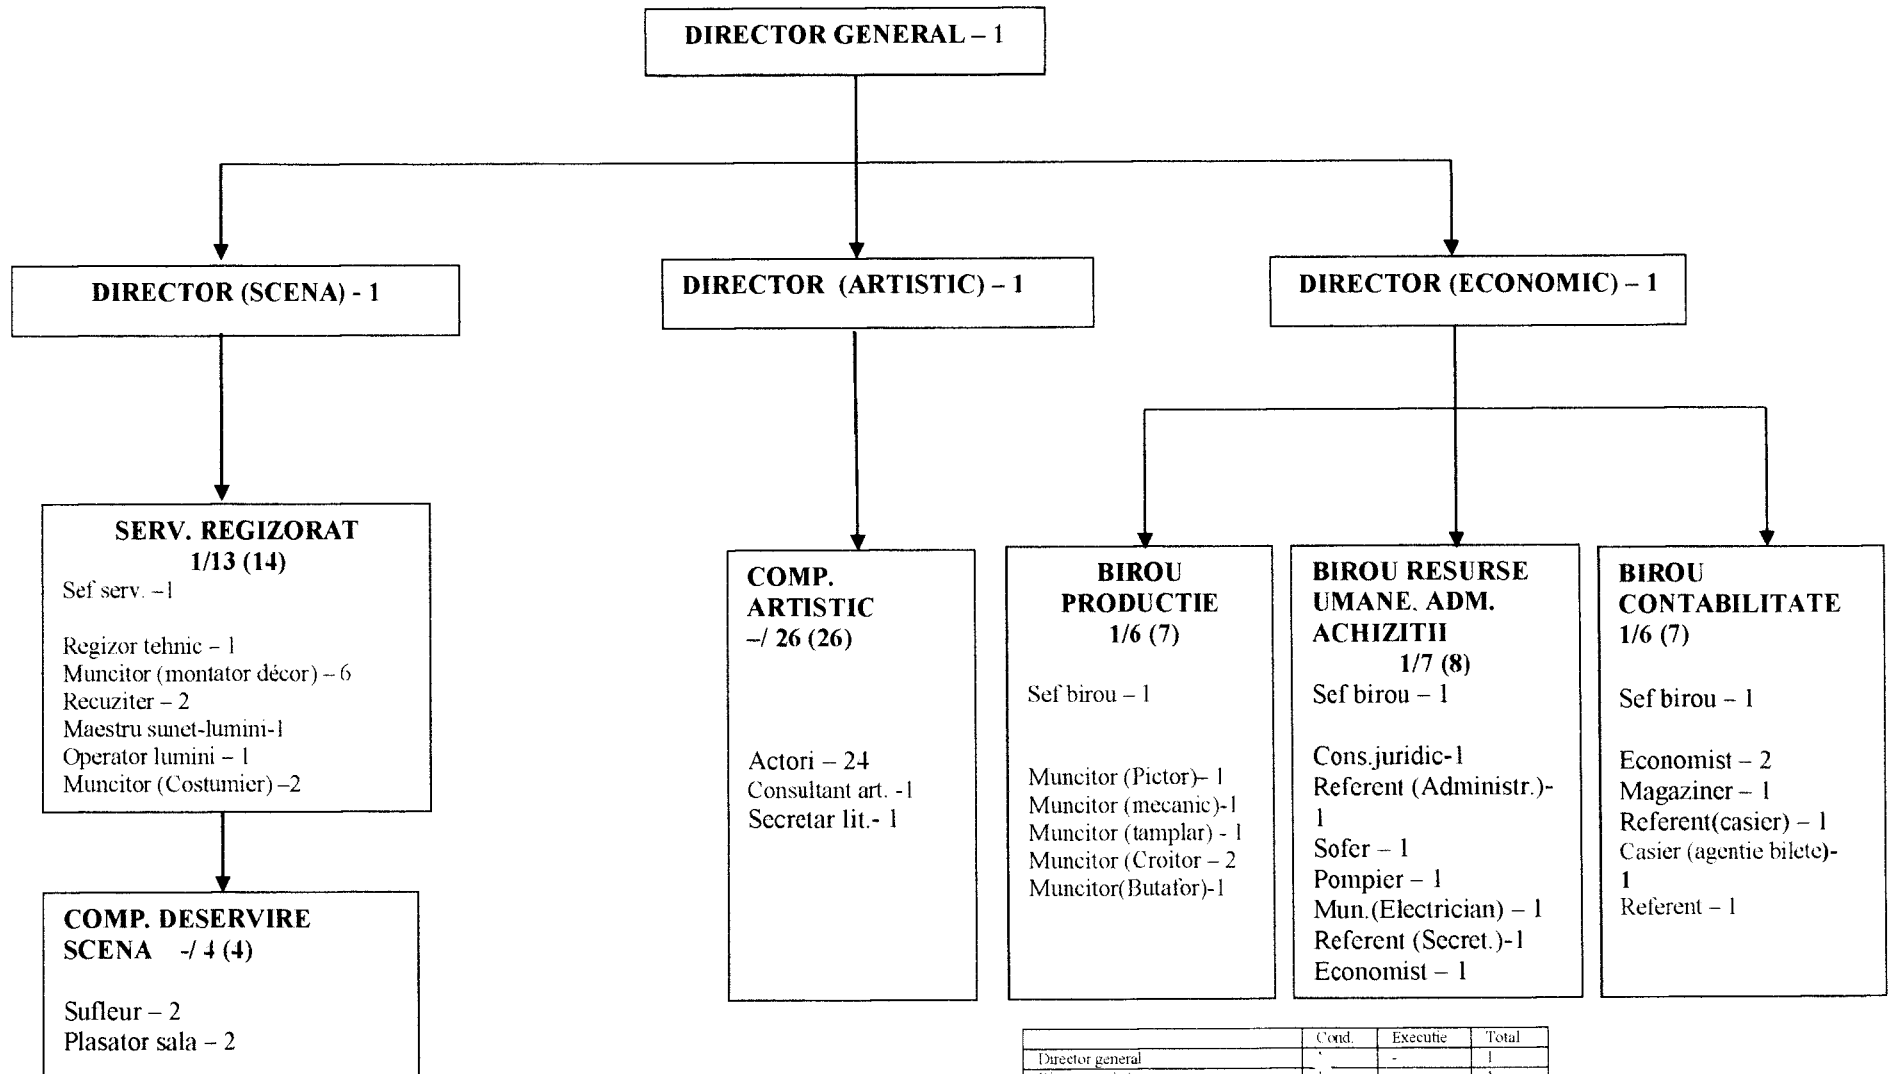 DIRECTOR GENERAL – 1
DIRECTOR (SCENA) - 1
DIRECTOR (ARTISTIC) – 1
DIRECTOR (ECONOMIC) – 1
SERV. REGIZORAT
1/13 (14)
Sef serv. –1
Regizor tehnic – 1
Muncitor (montator décor) – 6
Recuziter – 2
Maestru sunet-lumini-1
Operator lumini – 1
Muncitor (Costumier) –2
COMP. DESERVIRE
SCENA -/ 4 (4)
Sufleur – 2
Plasator sala – 2
COMP.
ARTISTIC
–/ 26 (26)
Actori – 24
Consultant art. -1
Secretar lit.- 1
BIROU
PRODUCTIE
1/6 (7)
Sef birou – 1
Muncitor (Pictor)– 1
Muncitor (mecanic)-1
Muncitor (tamplar) - 1
Muncitor (Croitor – 2
Muncitor(Butafor)-1
BIROU RESURSE
UMANE. ADM.
ACHIZITII
1/7 (8)
Sef birou – 1
Cons.juridic-1
Referent (Administr.)-
1
Sofer – 1
Pompier – 1
Mun.(Electrician) – 1
Referent (Secret.)-1
Economist – 1
BIROU
CONTABILITATE
1/6 (7)
Sef birou – 1
Economist – 2
Magaziner – 1
Referent(casier) – 1
Casier (agentie bilete)-
1
Referent – 1
Cond. Executie Total
Director general - 1